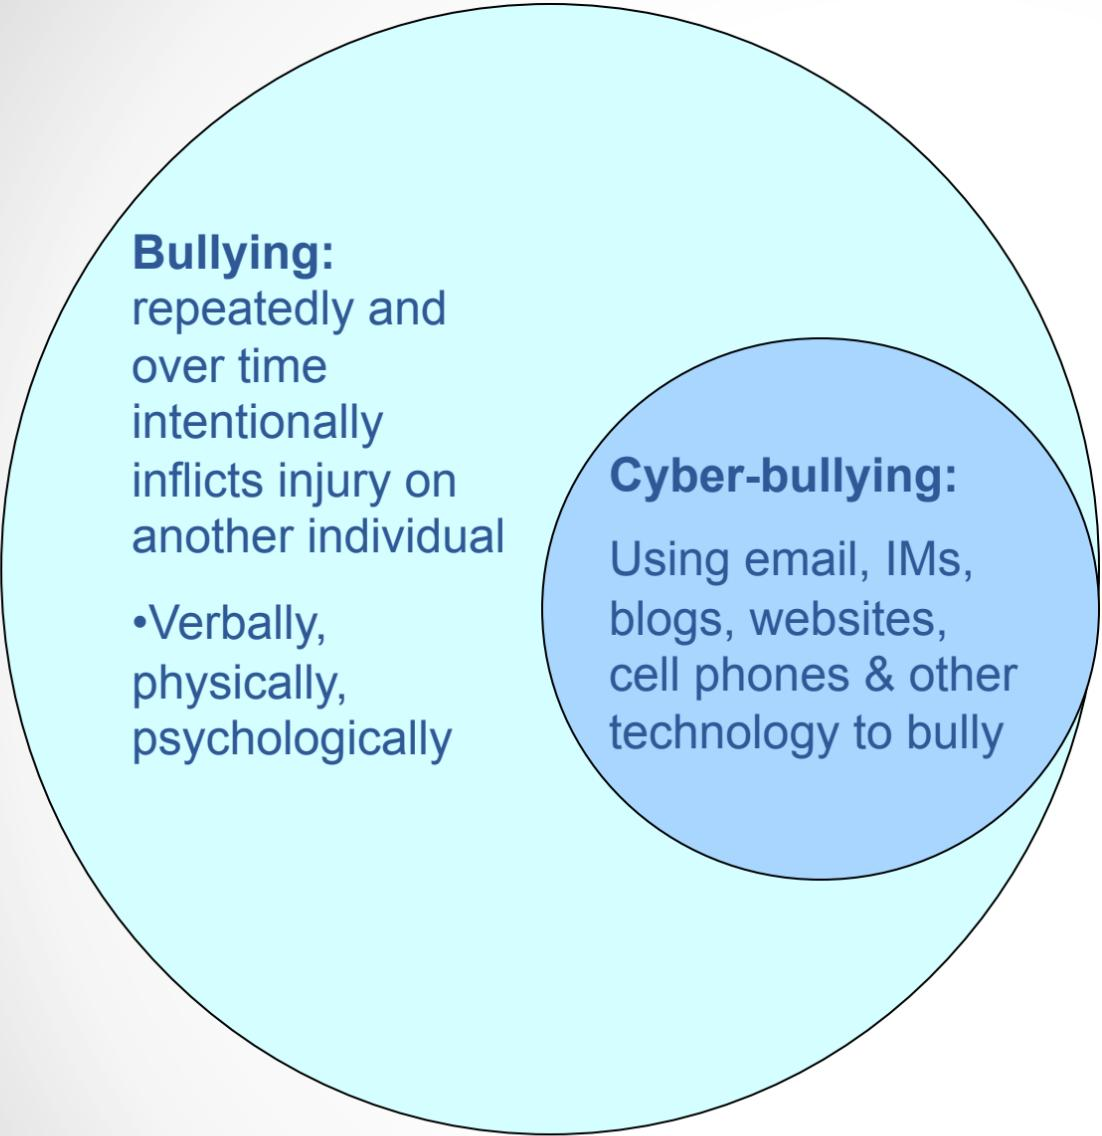 Bullying:
repeatedly and
over time
intentionally
inflicts injury on
another individual
•Verbally,
physically,
psychologically
Cyber-bullying:
Using email, IMs,
blogs, websites,
cell phones & other
technology to bully